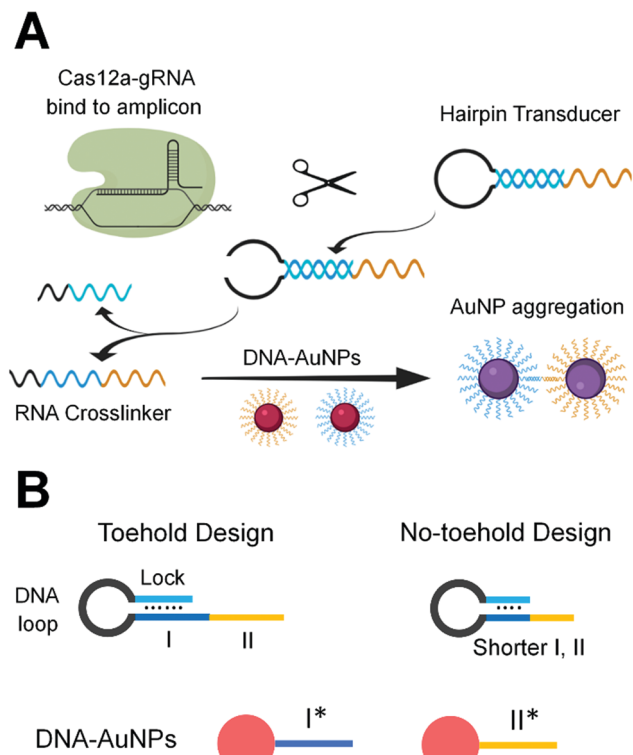 A
Cas12a-gRNA
bind to amplicon
Hairpin Transducer
AuNP aggregation
DNA-AuNPs
RNA Crosslinker
B
Toehold Design
No-toehold Design
DNA
loop
Lock
I
II
Shorter I, II
DNA-AuNPs
I*
II*